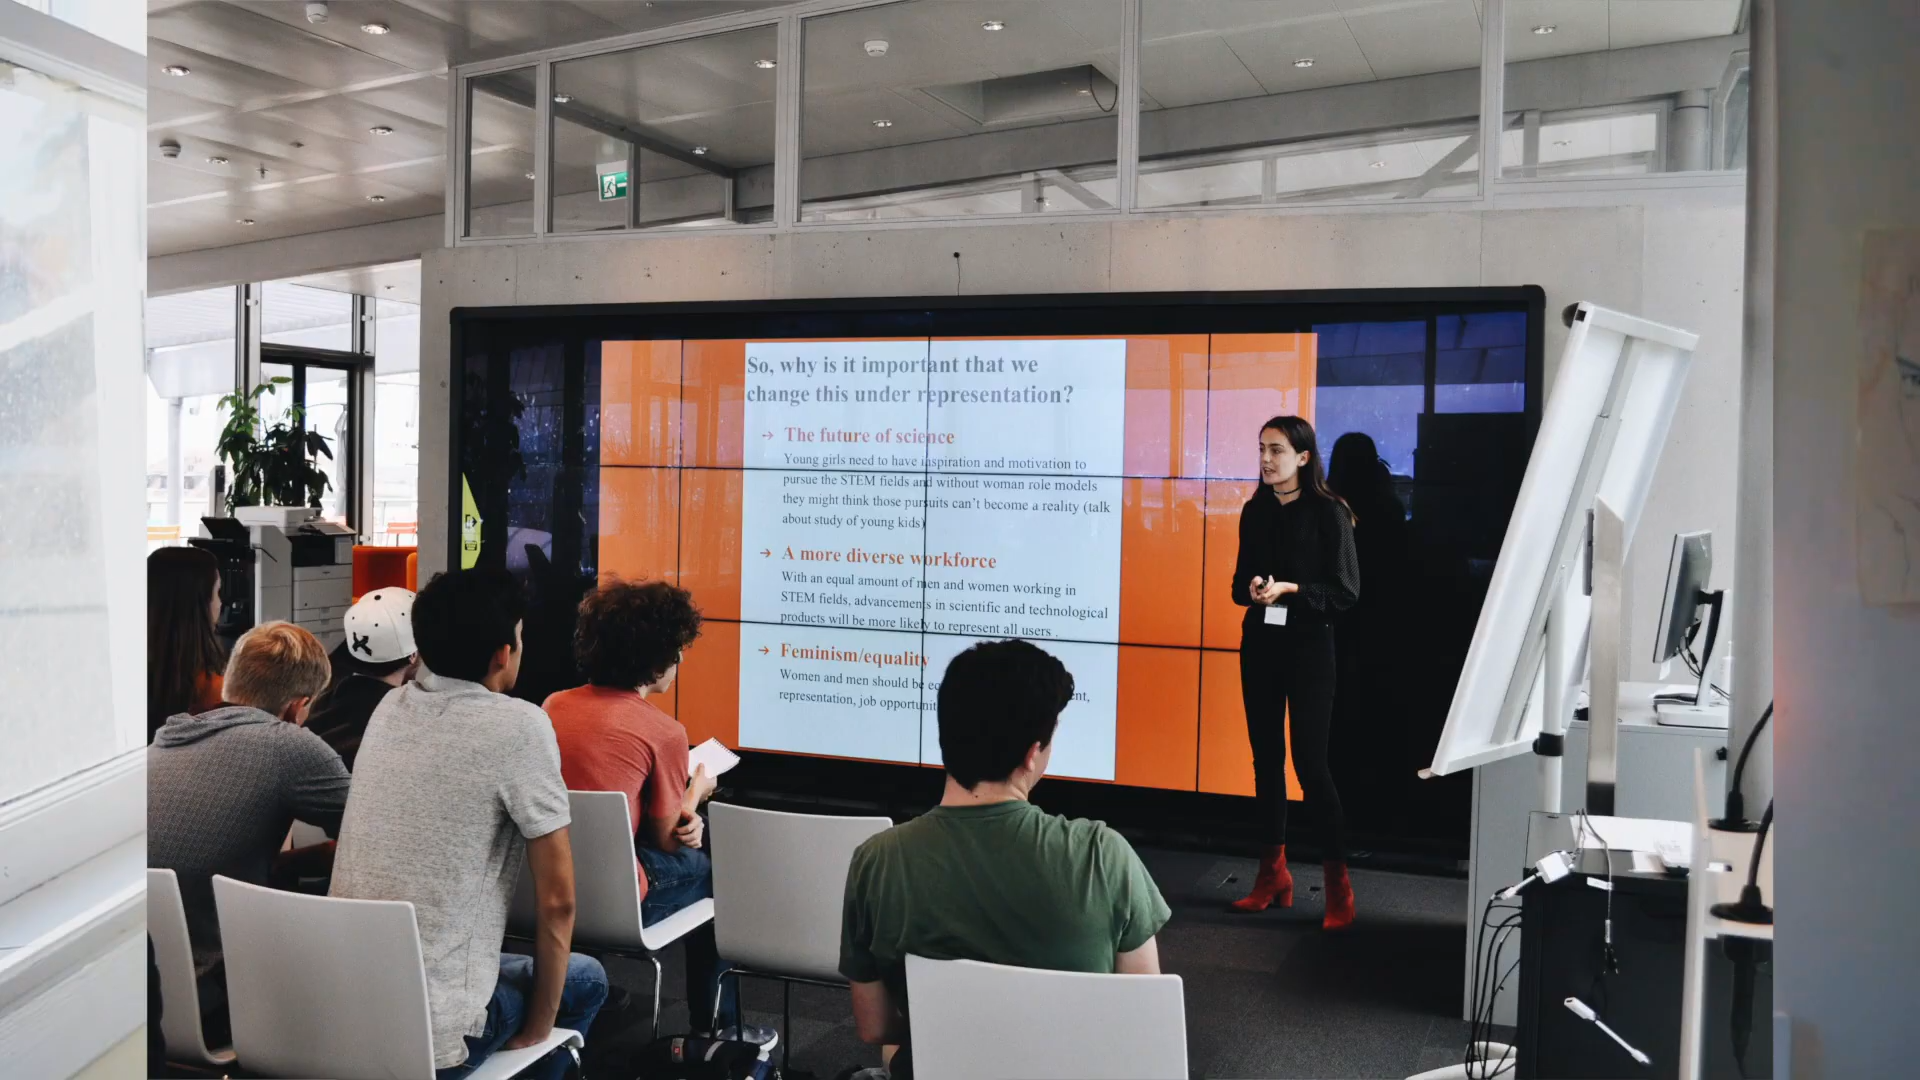 So, why is it important that we
change this under representation?
→ The future of science
Young girls need to have inspiration and motivation to
pursue the STEM fields and without woman role models
they might think those pursuits can't become a reality (talk
about study of young kids)
→ A more diverse workforce
With an equal amount of men and women working in
STEM fields, advancements in scientific and technological
products will be more likely to represent all users .
→ Feminism/equality
Women and men should be
representation, job